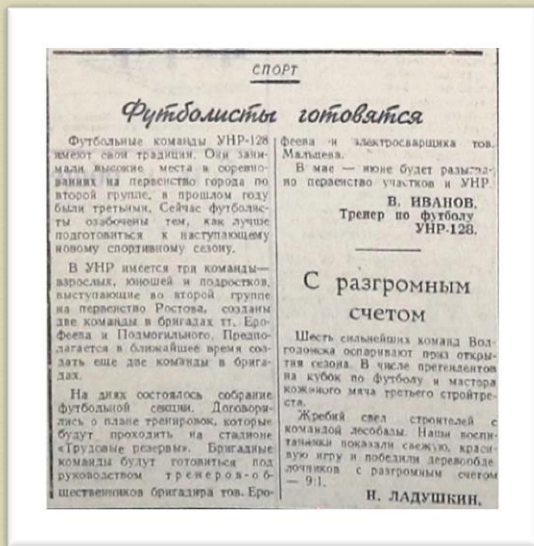 СПОРТ
Футболисты готовятся
Футбольные команды УНР-128
имеют свои традиции. Они зани-
мали высокие места в соревно-
ваниях на первенство города по
второй группе, в прошлом году
были третьими. Сейчас футболис-
ты озабочены тем, как лучше
подготовиться к наступающему
новому спортивному сезону.
В УНР имеется три команды—
взрослых, юношей и подростков,
выступающие во второй группе
на первенство Ростова, созданы
две команды в бригадах тт. Еро-
феева и Подмогильного. Предпо-
лагается в ближайшее время соз-
дать еще две команды в брига-
дах.
На днях состоялось собрание
футбольной секции. Договори-
лись о плане тренировок, которые
будут проходить на стадионе
«Трудовые резервы». Бригадные
команды будут готовиться под
руководством тренеров-об-
щественников бригадира тов. Еро-
феева и электросварщика тов.
Мальцева.
В мае — июне будет разыгра-
но первенство участков и УНР.
В. ИВАНОВ.
Тренер по футболу
УНР-128.
С разгромным
счетом
Шесть сильнейших команд Вол-
годонска оспаривают приз откры-
тия сезона. В числе претендентов
на кубок по футболу и мастера
кожаного мяча третьего стройтре-
ста.
Жребий свел строителей с
командой лесобазы. Наши воспи-
танники показали свежую, краси-
вую игру и победили деревообде
лочников с разгромным счетом
— 9:1.
Н. ЛАДУШКИН.